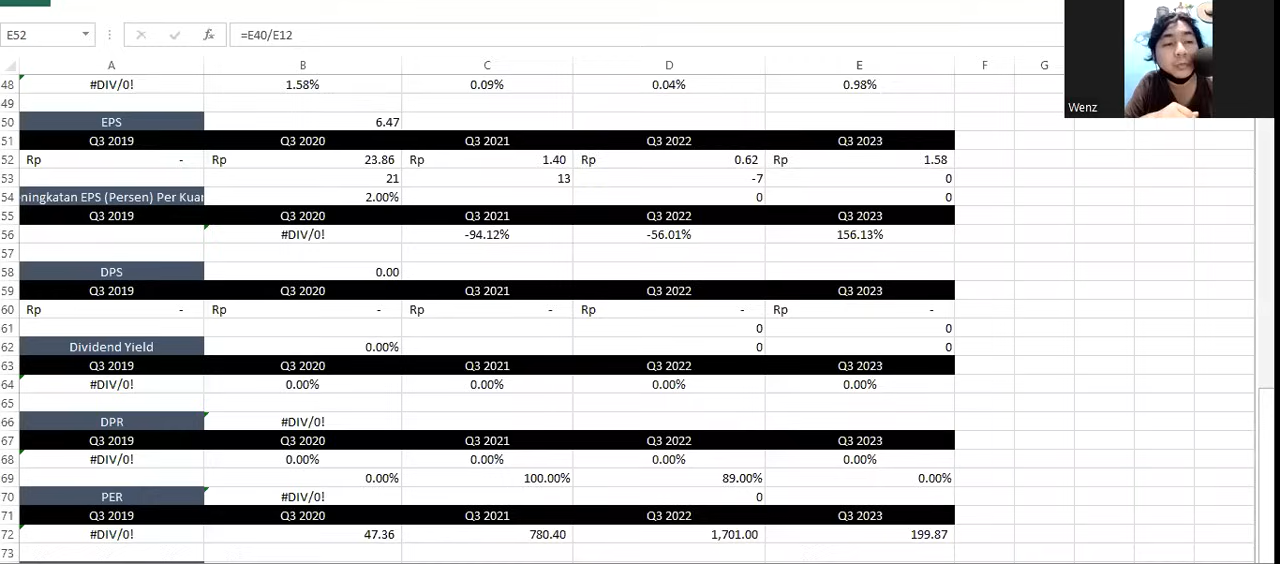 E52 fx =E40/E12
Wenz
A B C D E F G
48 #DIV/0! 1.58% 0.09% 0.04% 0.98%
49
50 EPS 6.47
51 Q3 2019 Q3 2020 Q3 2021 Q3 2022 Q3 2023
52 Rp - Rp 23.86 Rp 1.40 Rp 0.62 Rp 1.58
53 21 13 -7 0
54 ningkatan EPS (Persen) Per Kuar 2.00% 0 0
55 Q3 2019 Q3 2020 Q3 2021 Q3 2022 Q3 2023
56 #DIV/0! -94.12% -56.01% 156.13%
57
58 DPS 0.00
59 Q3 2019 Q3 2020 Q3 2021 Q3 2022 Q3 2023
60 Rp - Rp - Rp - Rp - Rp -
61 0 0
62 Dividend Yield 0.00% 0 0
63 Q3 2019 Q3 2020 Q3 2021 Q3 2022 Q3 2023
64 #DIV/0! 0.00% 0.00% 0.00% 0.00%
65
66 DPR #DIV/0!
67 Q3 2019 Q3 2020 Q3 2021 Q3 2022 Q3 2023
68 #DIV/0! 0.00% 0.00% 0.00% 0.00%
69 0.00% 100.00% 89.00% 0.00%
70 PER #DIV/0! 0
71 Q3 2019 Q3 2020 Q3 2021 Q3 2022 Q3 2023
72 #DIV/0! 47.36 780.40 1,701.00 199.87
73